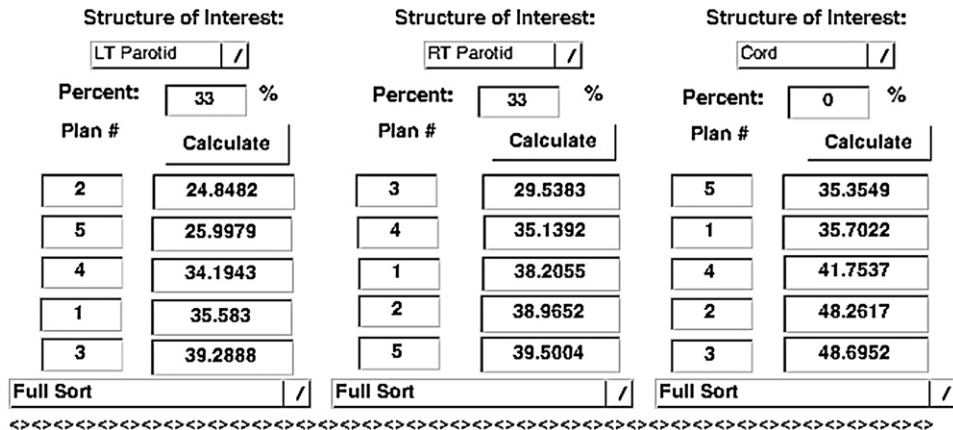 Structure of Interest: Structure of Interest: Structure of Interest:
LT Parotid / RT Parotid / Cord /
Percent: 33 % Percent: 33 % Percent: 0 %
Plan # Calculate Plan # Calculate Plan # Calculate
2 24.8482 3 29.5383 5 35.3549
5 25.9979 4 35.1392 1 35.7022
4 34.1943 1 38.2055 4 41.7537
1 35.583 2 38.9652 2 48.2617
3 39.2888 5 39.5004 3 48.6952
Full Sort / Full Sort / Full Sort /